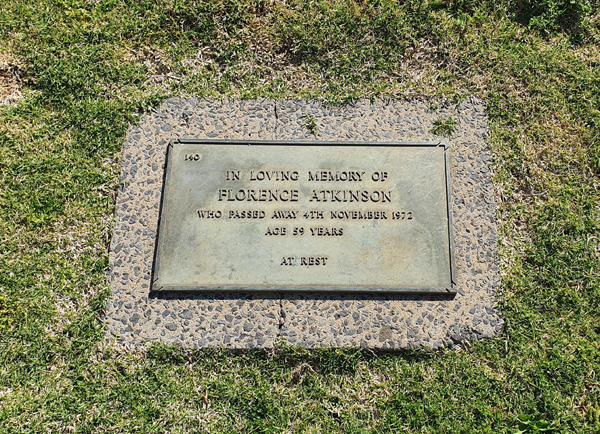 140
IN LOVING MEMORY OF
FLORENCE ATKINSON
WHO PASSED AWAY 4TH NOVEMBER 1972
AGE 59 YEARS
AT REST